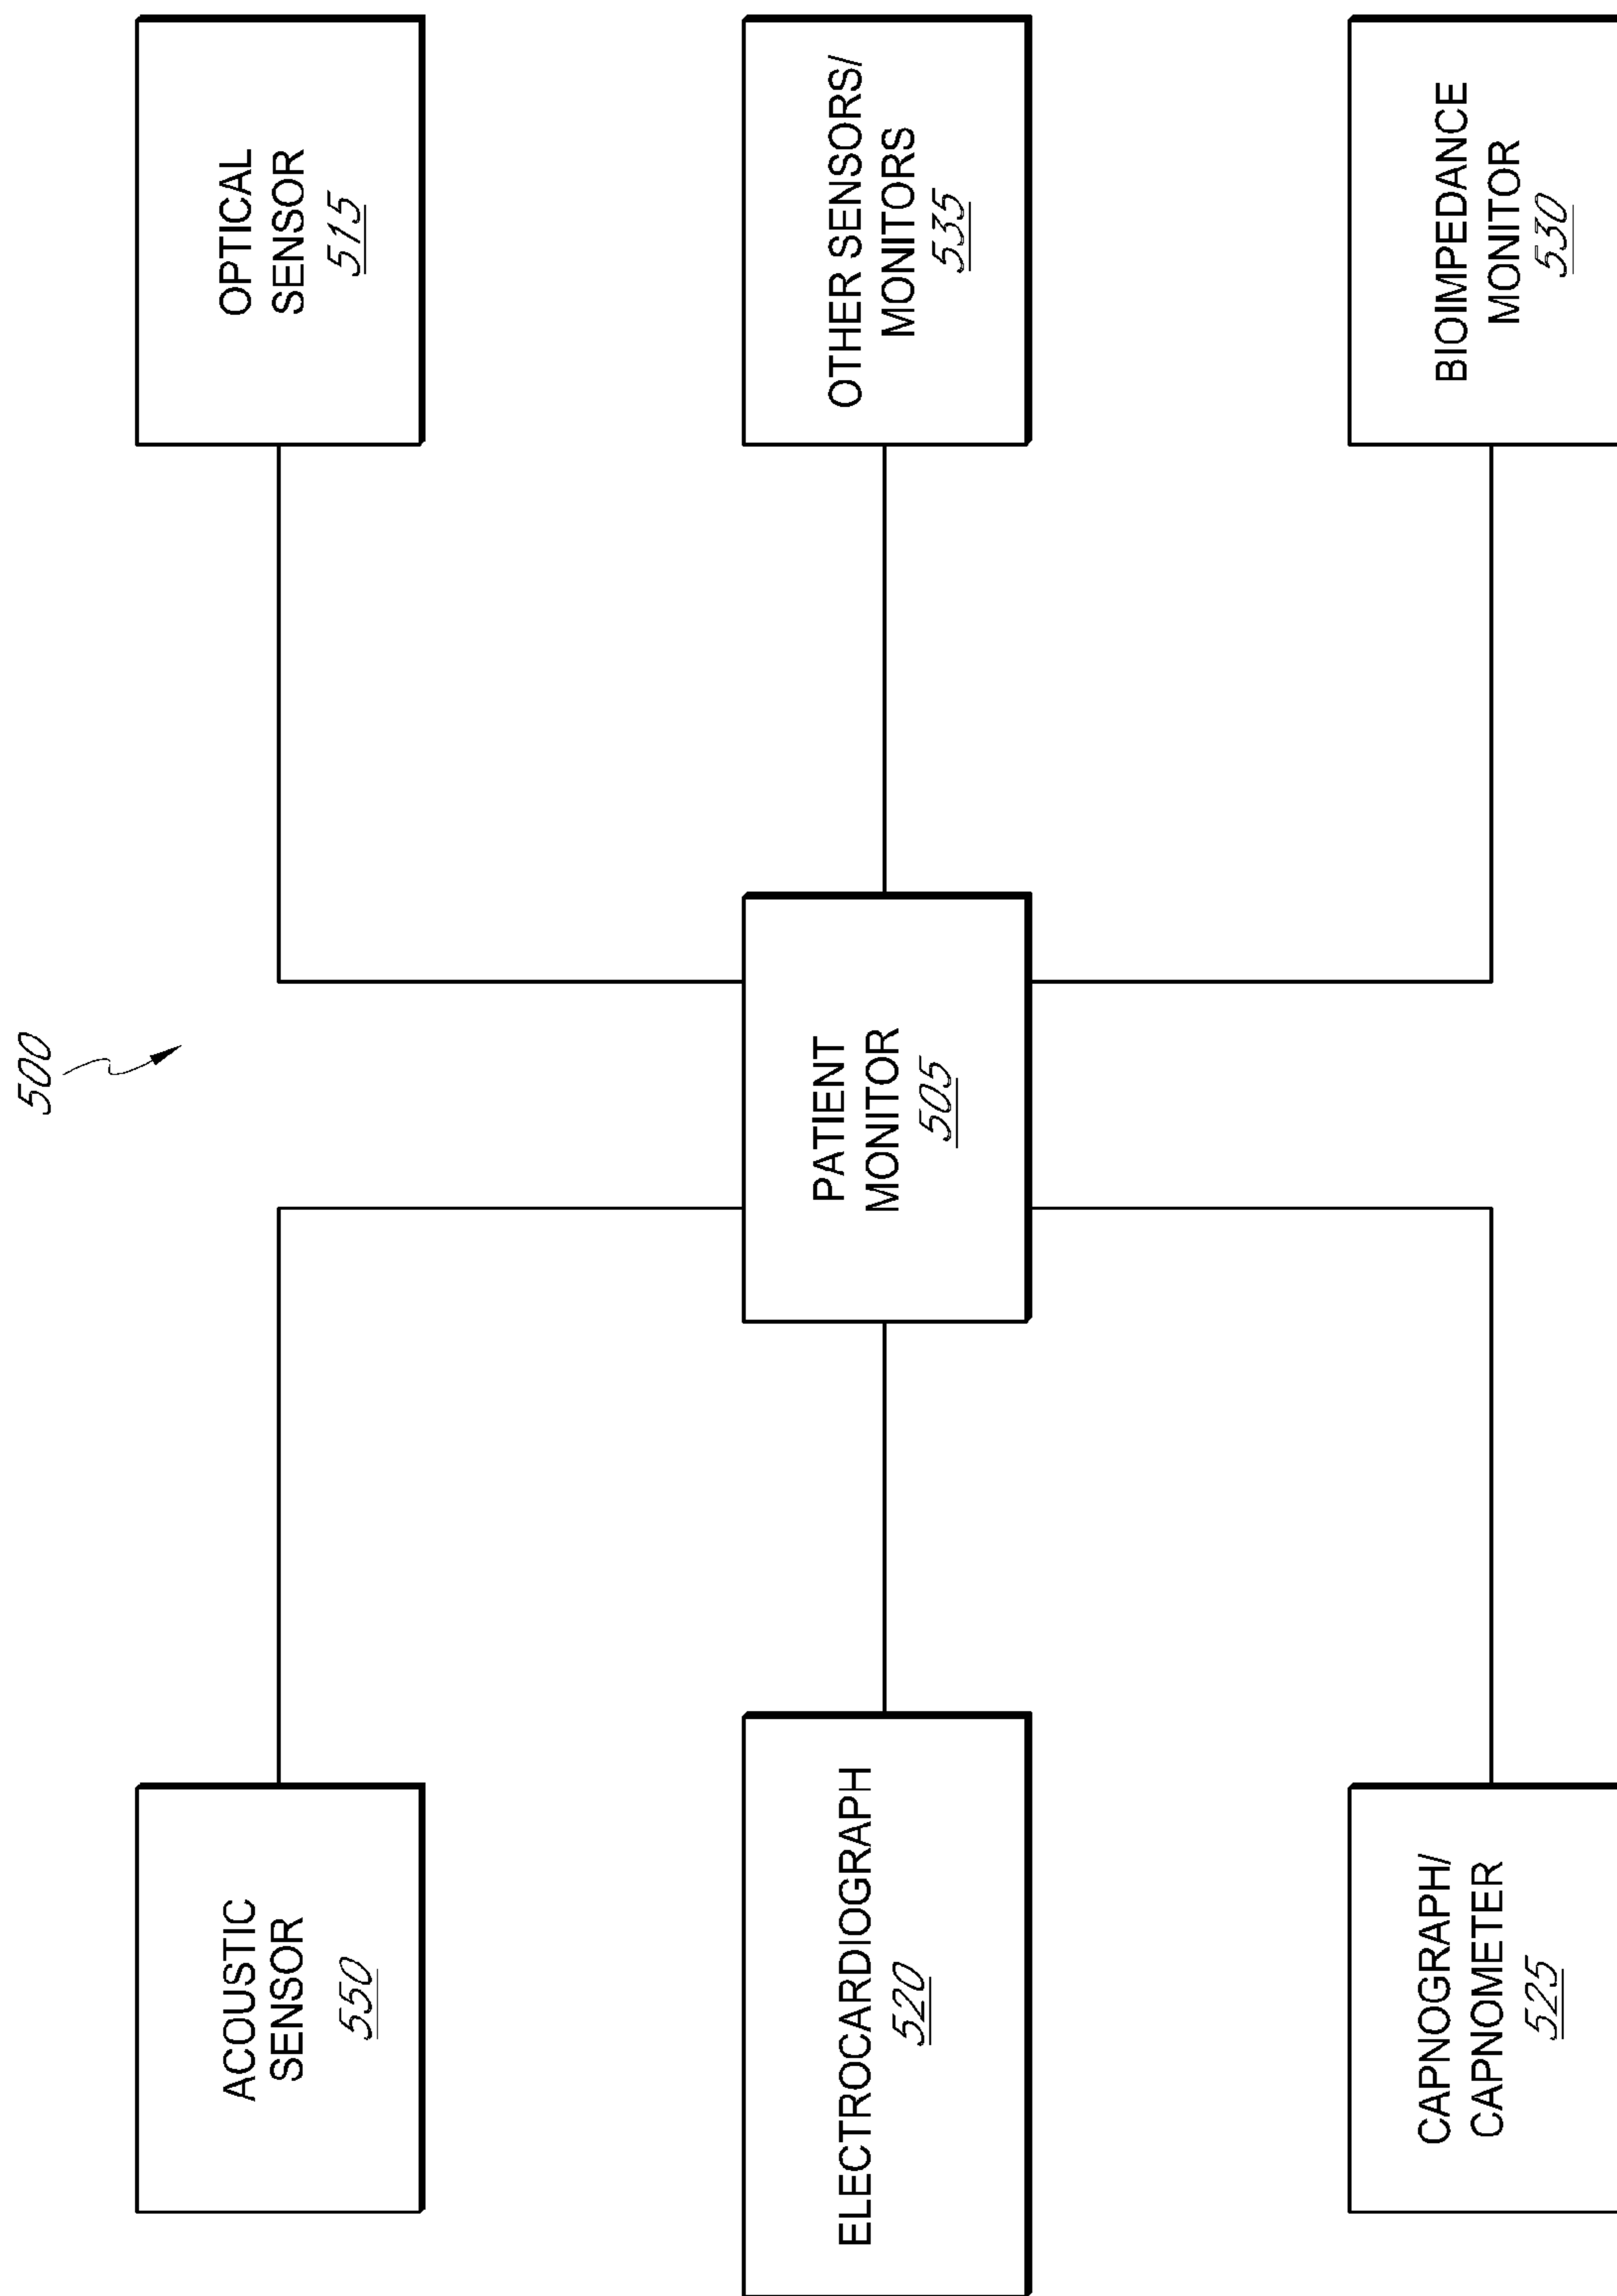 500
ACOUSTIC
SENSOR
550
OPTICAL
SENSOR
515
ELECTROCARDIOGRAPH
520
PATIENT
MONITOR
505
OTHER SENSORS/
MONITORS
535
CAPNOGRAPH/
CAPNOMETER
525
BIOIMPEDANCE
MONITOR
530